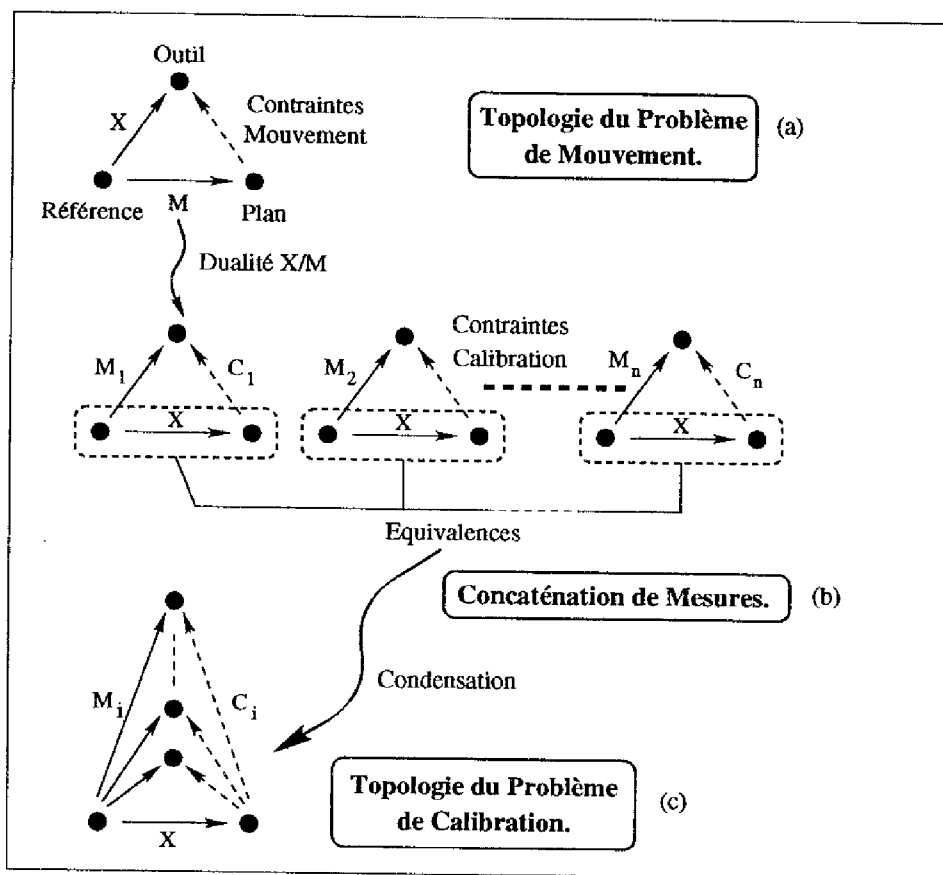 Outil
X
Contraintes
Mouvement
Topologie du Problème
de Mouvement.
(a)
Référence
M
Plan
Dualité X/M
M1
C1
X
M2
X
Contraintes
Calibration
Mn
Cn
X
Equivalences
Concaténation de Mesures.
(b)
Condensation
Mi
Ci
X
Topologie du Problème
de Calibration.
(c)